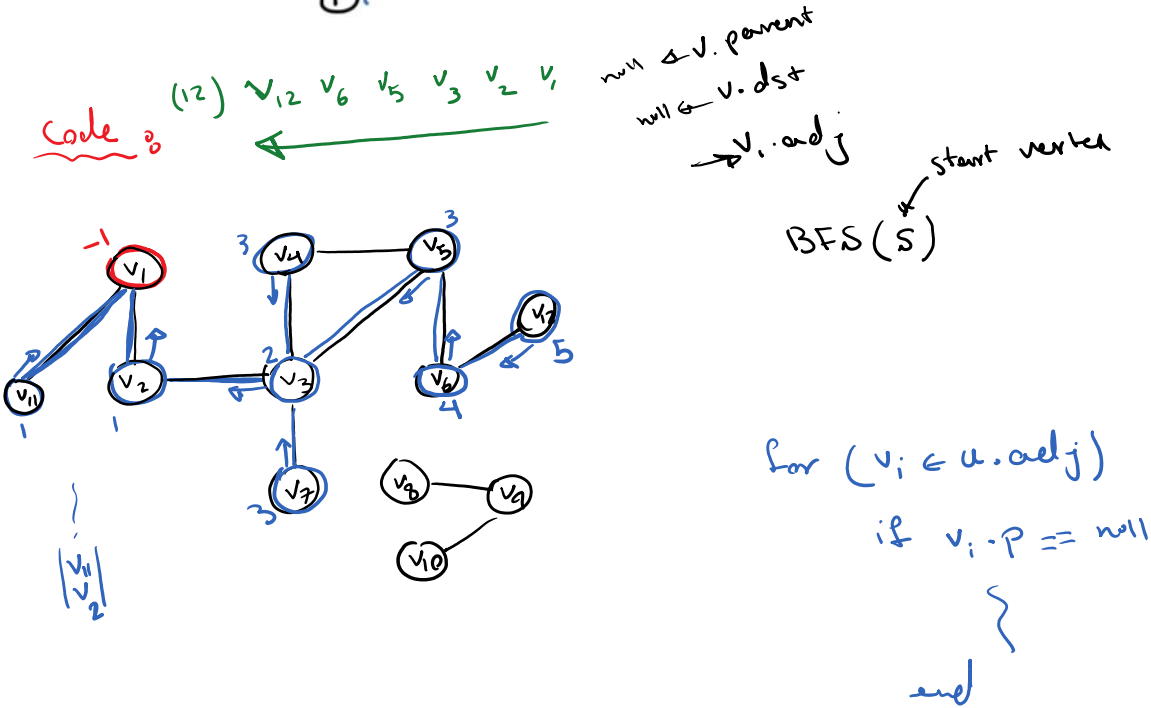 (12) V12 V6 V5 V3 V2 V1
null ← v.parent
null ← v.dst
→ Vi.adj
Code :
start vertex
BFS(S)
-1
V1
3
V4
3
V5
V12
5
V11
1
V2
1
2
V3
V6
4
V7
3
V8
V9
V10
V11
V2
for (Vi ∈ u.adj)
if Vi.p == null
end